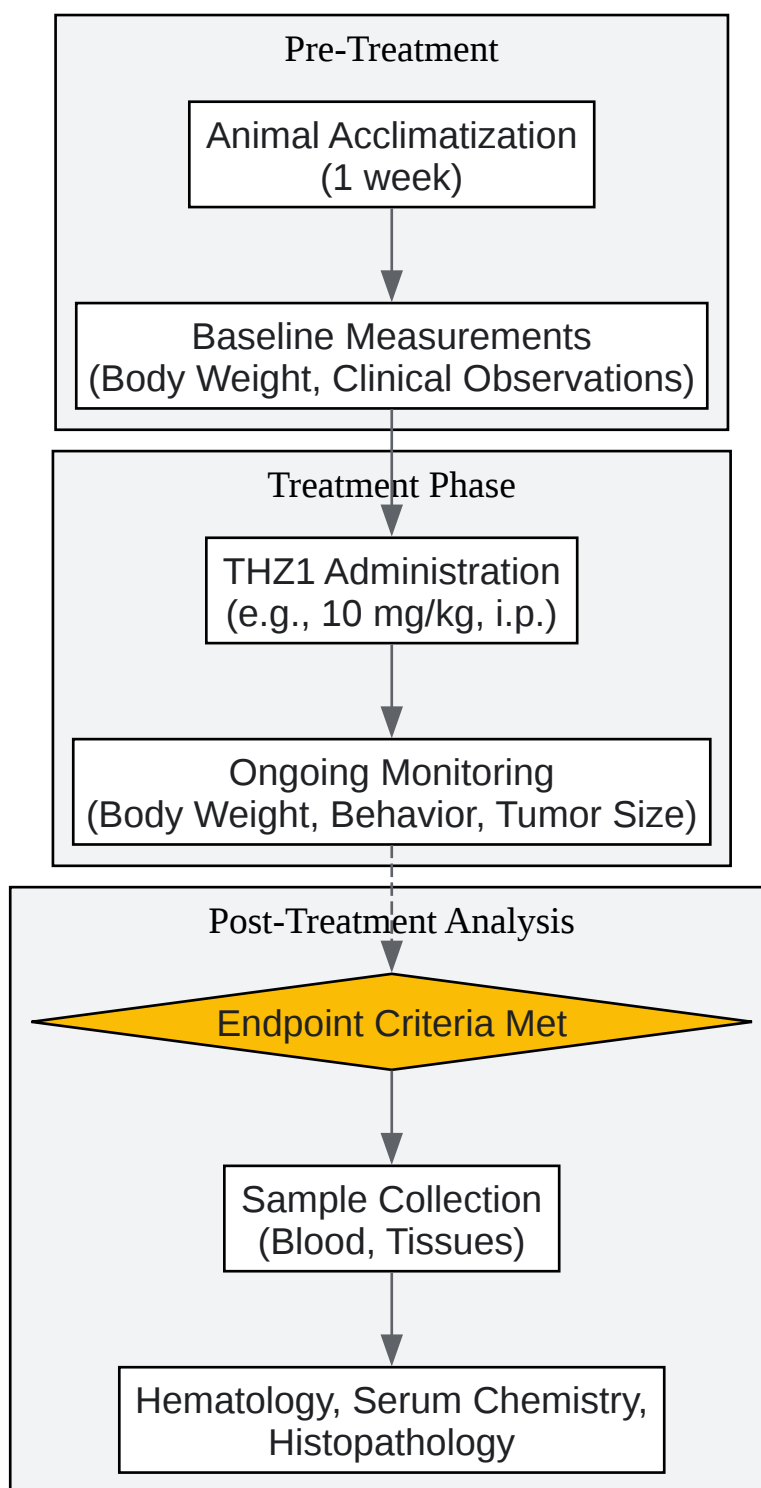 Pre-Treatment
Animal Acclimatization
(1 week)
Baseline Measurements
(Body Weight, Clinical Observations)
Treatment Phase
THZ1 Administration
(e.g., 10 mg/kg, i.p.)
Ongoing Monitoring
(Body Weight, Behavior, Tumor Size)
Post-Treatment Analysis
Endpoint Criteria Met
Sample Collection
(Blood, Tissues)
Hematology, Serum Chemistry,
Histopathology